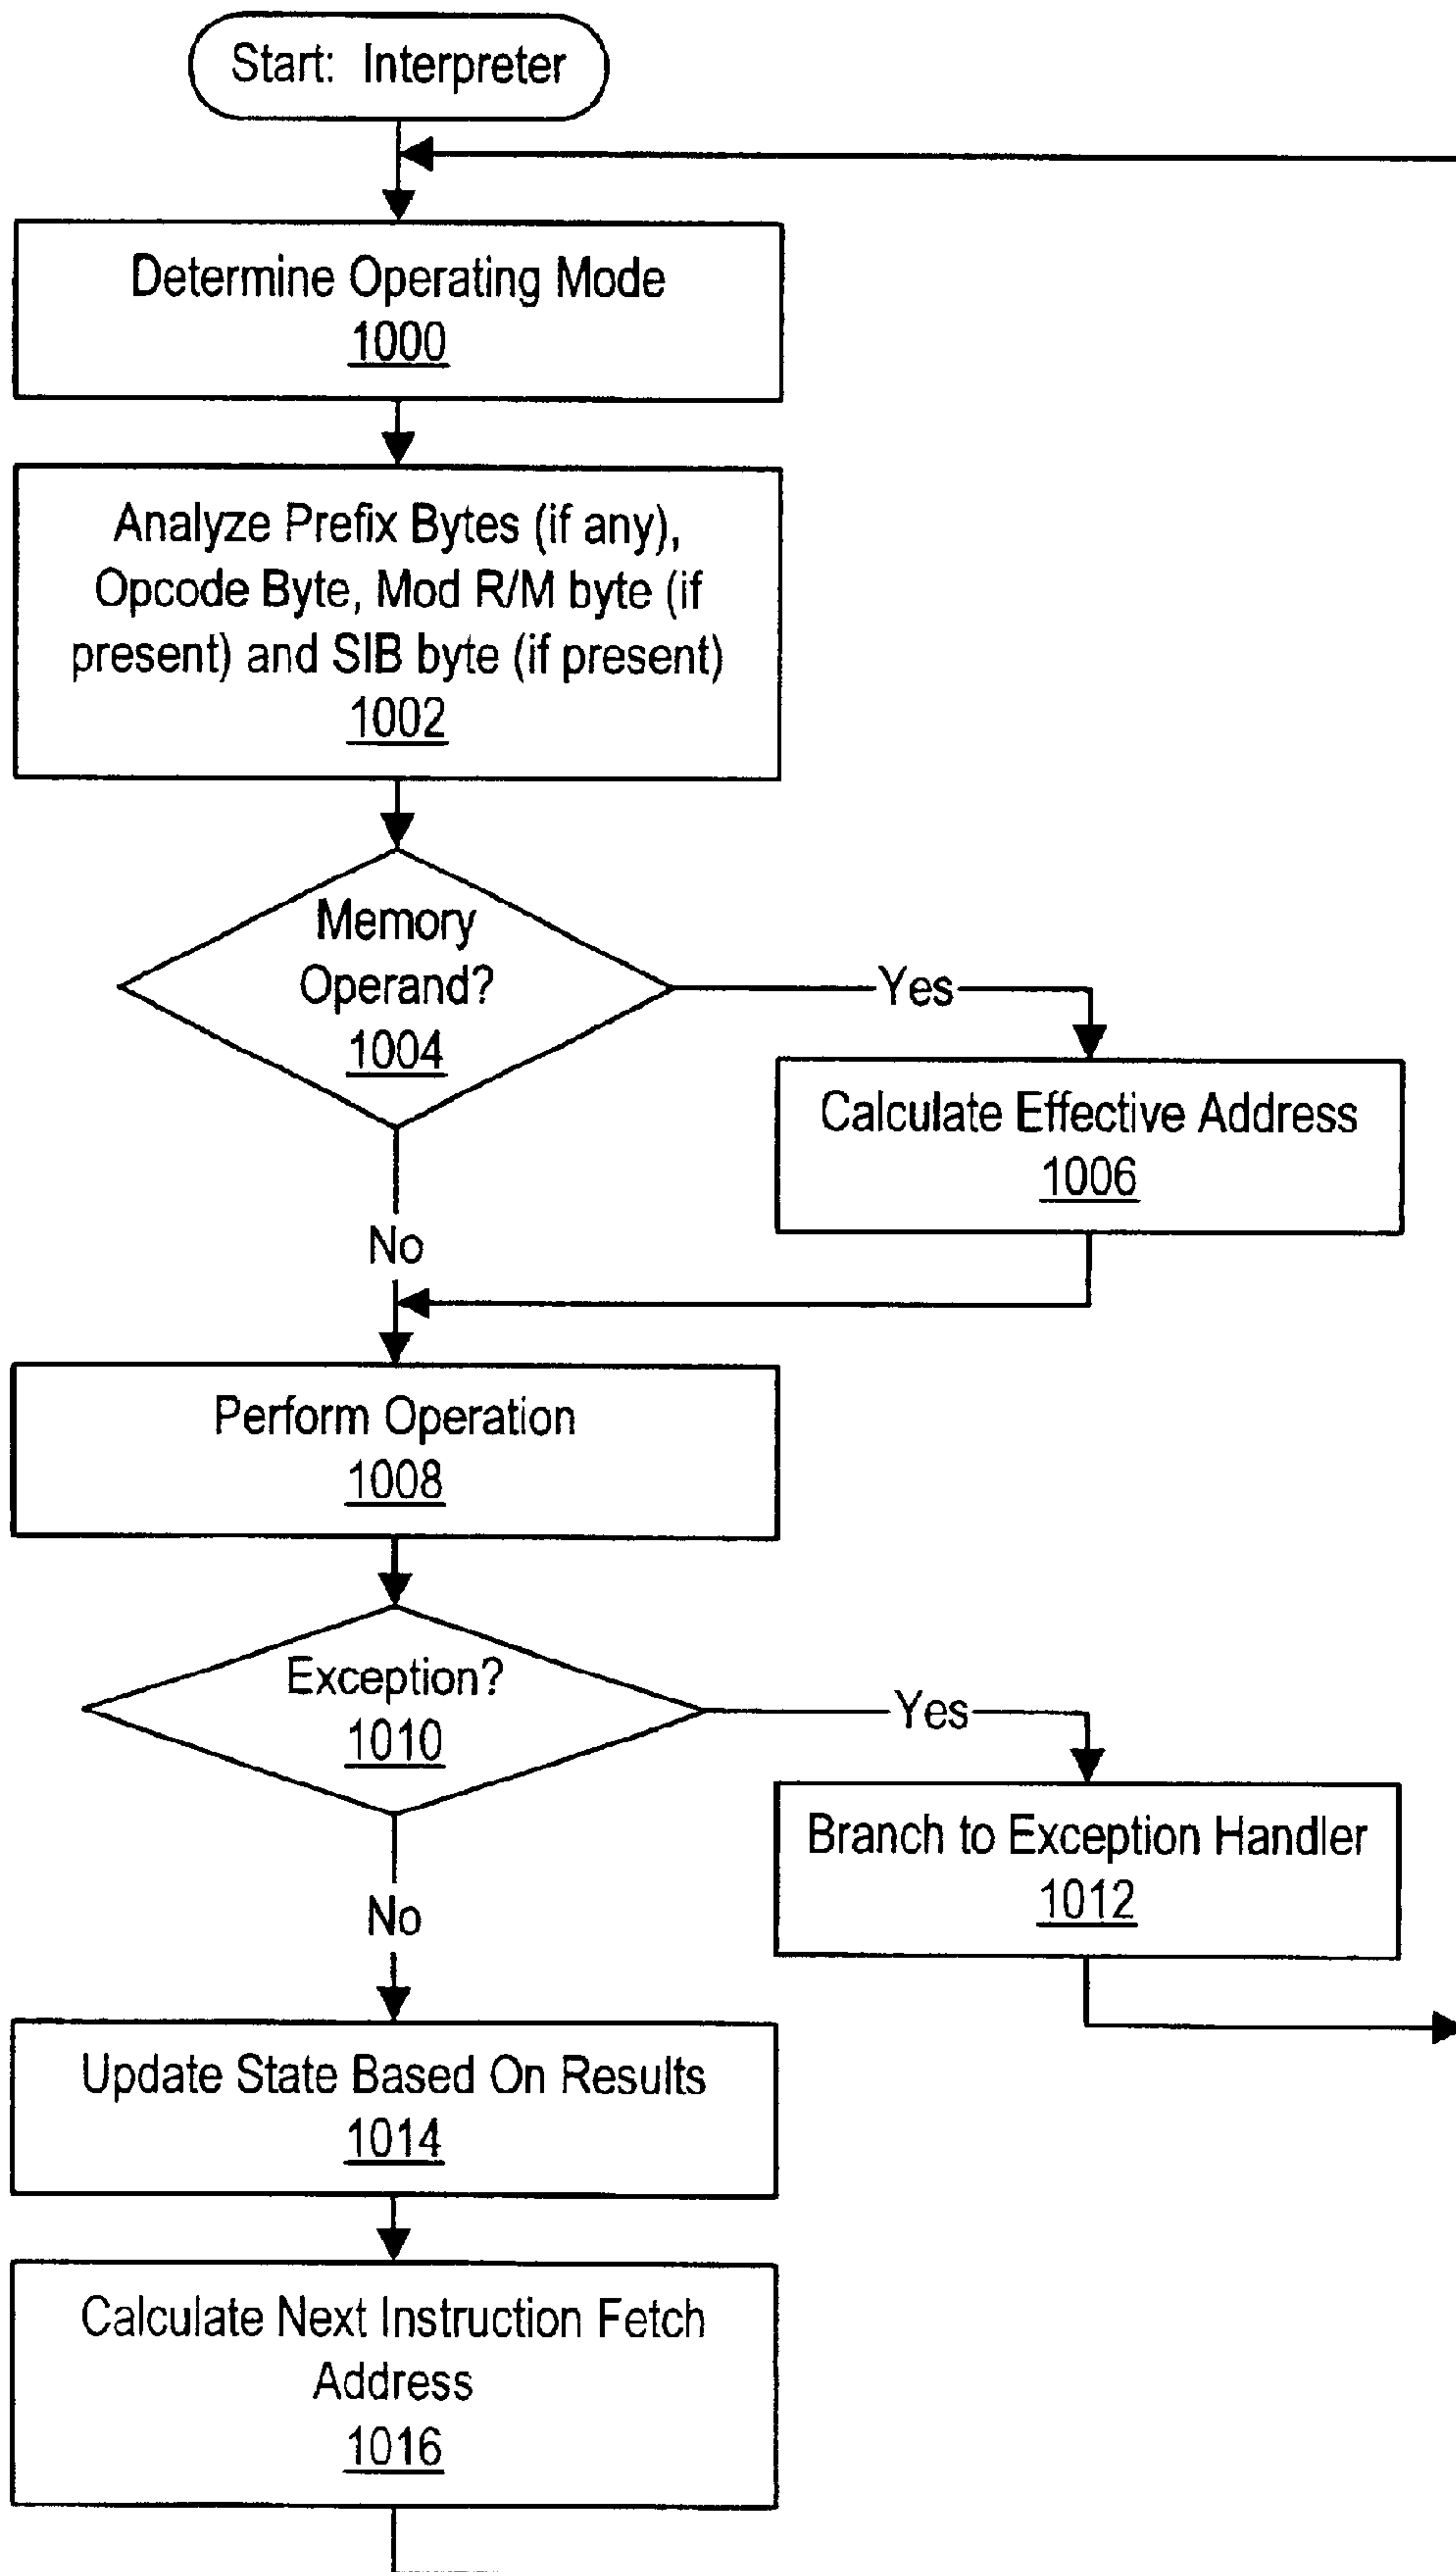 Start: Interpreter
Determine Operating Mode
1000
Analyze Prefix Bytes (if any),
Opcode Byte, Mod R/M byte (if
present) and SIB byte (if present)
1002
Memory
Operand?
1004
Yes
Calculate Effective Address
1006
No
Perform Operation
1008
Exception?
1010
Yes
Branch to Exception Handler
1012
No
Update State Based On Results
1014
Calculate Next Instruction Fetch
Address
1016